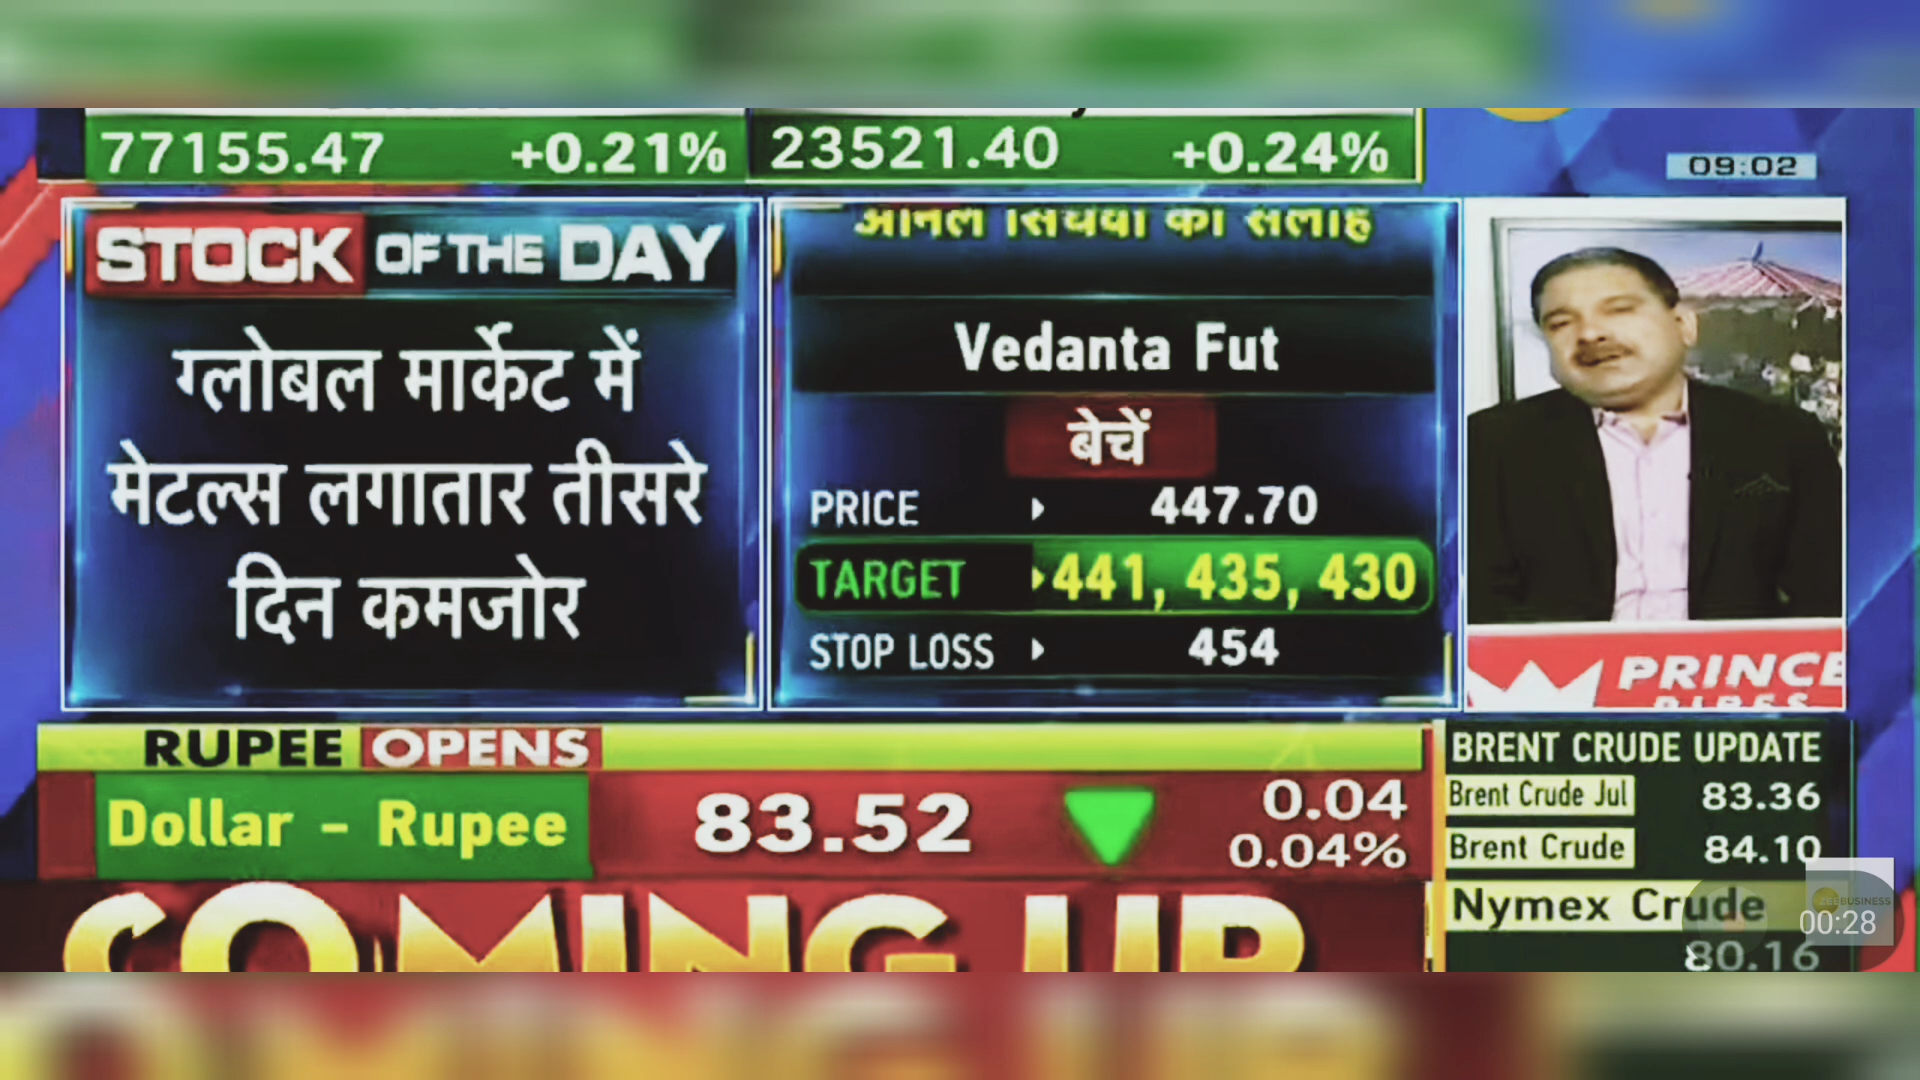 77155.47 +0.21% 23521.40 +0.24%
09:02
STOCK OF THE DAY
ग्लोबल मार्केट में
मेटल्स लगातार तीसरे
दिन कमजोर
अनिल सिंघवी की सलाह
Vedanta Fut
बेचें
PRICE 447.70
TARGET 441, 435, 430
STOP LOSS 454
PRINCE
PIPES
RUPEE OPENS
Dollar - Rupee 83.52 0.04
0.04%
BRENT CRUDE UPDATE
Brent Crude Jul 83.36
Brent Crude 84.10
Nymex Crude
80.16
ZEEBUSINESS
00:28
COMING UP